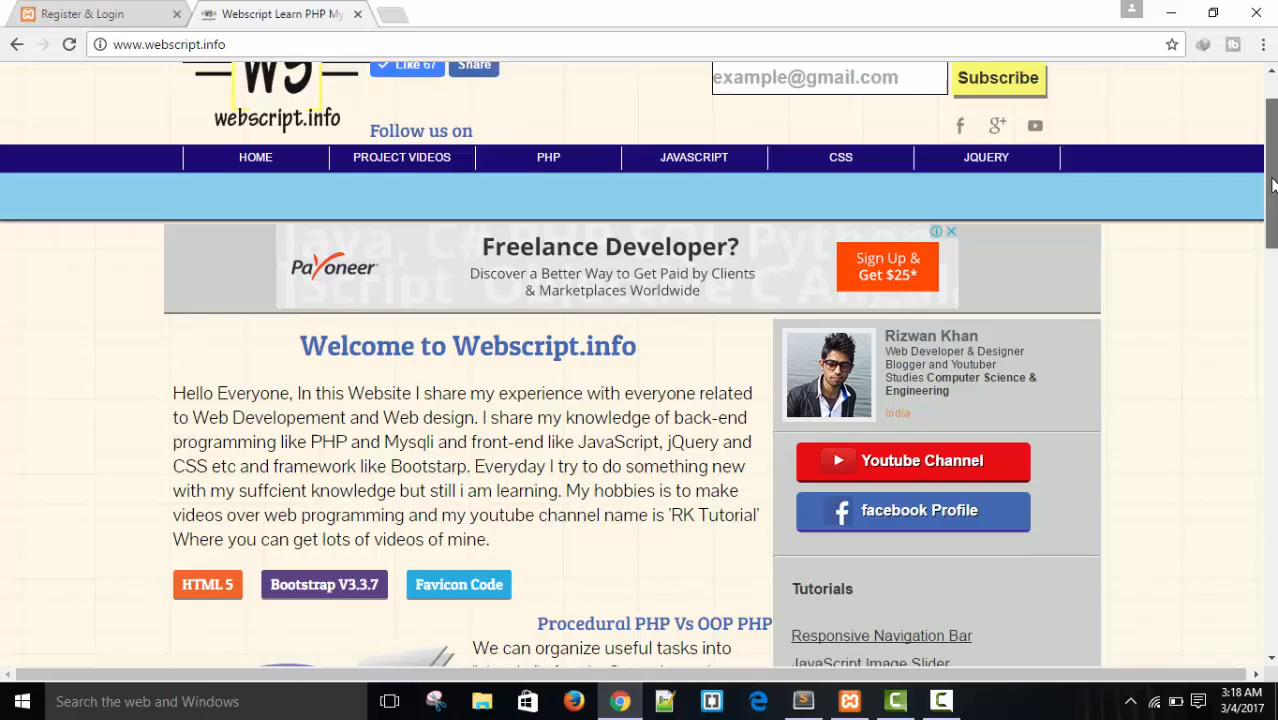 Register & Login
Webscript Learn PHP My
www.webscript.info
W3
Like 67
Share
example@gmail.com
Subscribe
webscript.info
Follow us on
HOME
PROJECT VIDEOS
PHP
JAVASCRIPT
CSS
JQUERY
Payoneer
Freelance Developer?
Discover a Better Way to Get Paid by Clients
& Marketplaces Worldwide
Sign Up &
Get $25*
Welcome to Webscript.info
Hello Everyone, In this Website I share my experience with everyone related
to Web Developement and Web design. I share my knowledge of back-end
programming like PHP and Mysqli and front-end like JavaScript, jQuery and
CSS etc and framework like Bootstarp. Everyday I try to do something new
with my suffcient knowledge but still i am learning. My hobbies is to make
videos over web programming and my youtube channel name is 'RK Tutorial'
Where you can get lots of videos of mine.
HTML 5
Bootstrap V3.3.7
Favicon Code
Procedural PHP Vs OOP PHP
We can organize useful tasks into
Rizwan Khan
Web Developer & Designer
Blogger and Youtuber
Studies Computer Science &
Engineering
India
Youtube Channel
facebook Profile
Tutorials
Responsive Navigation Bar
JavaScript Image Slider
Search the web and Windows
3:18 AM
3/4/2017